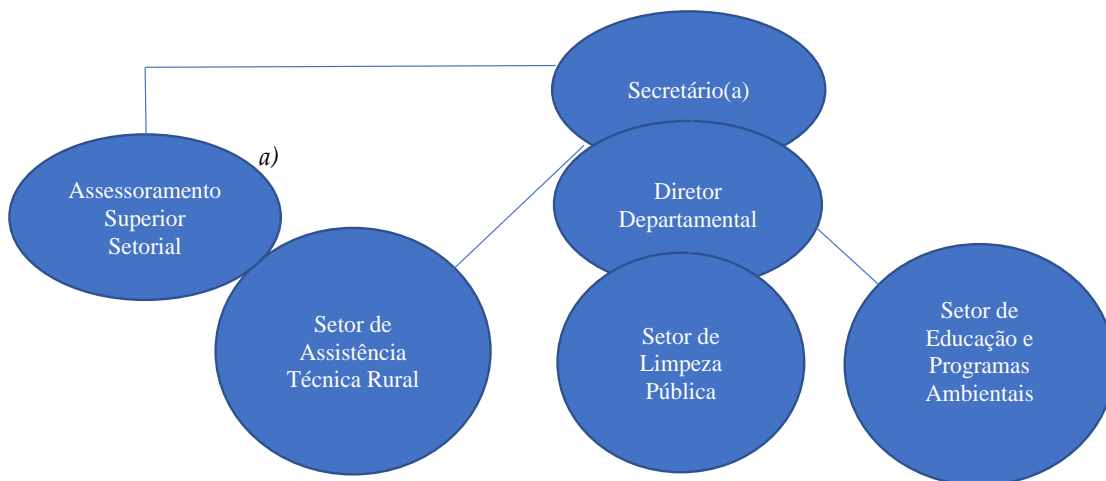 Secretário(a)
a)
Assessoramento
Superior
Setorial
Diretor
Departamental
Setor de
Assistência
Técnica Rural
Setor de
Limpeza
Pública
Setor de
Educação e
Programas
Ambientais